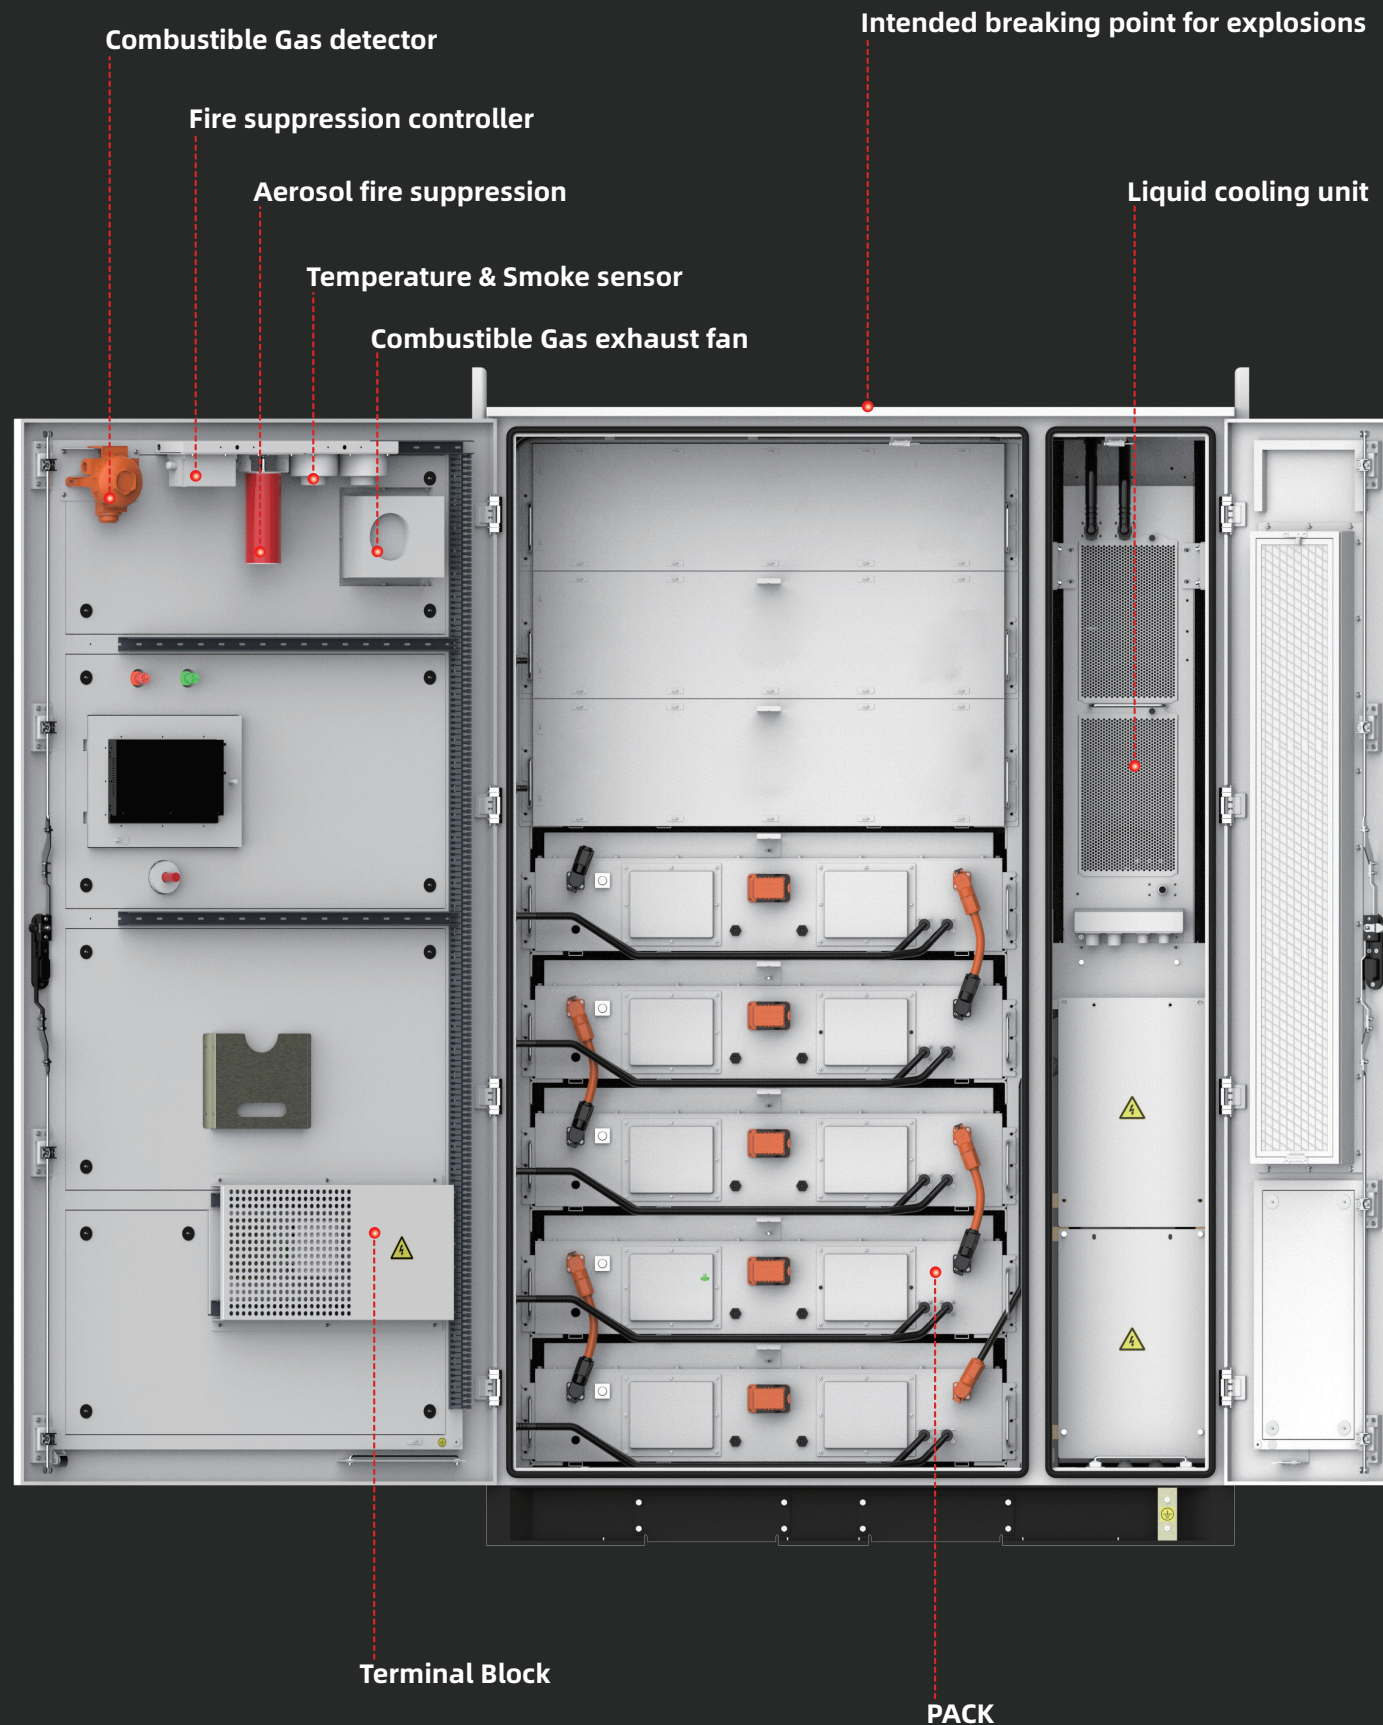 Intended breaking point for explosions
Combustible Gas detector
Fire suppression controller
Aerosol fire suppression
Liquid cooling unit
Temperature & Smoke sensor
Combustible Gas exhaust fan
Terminal Block
PACK